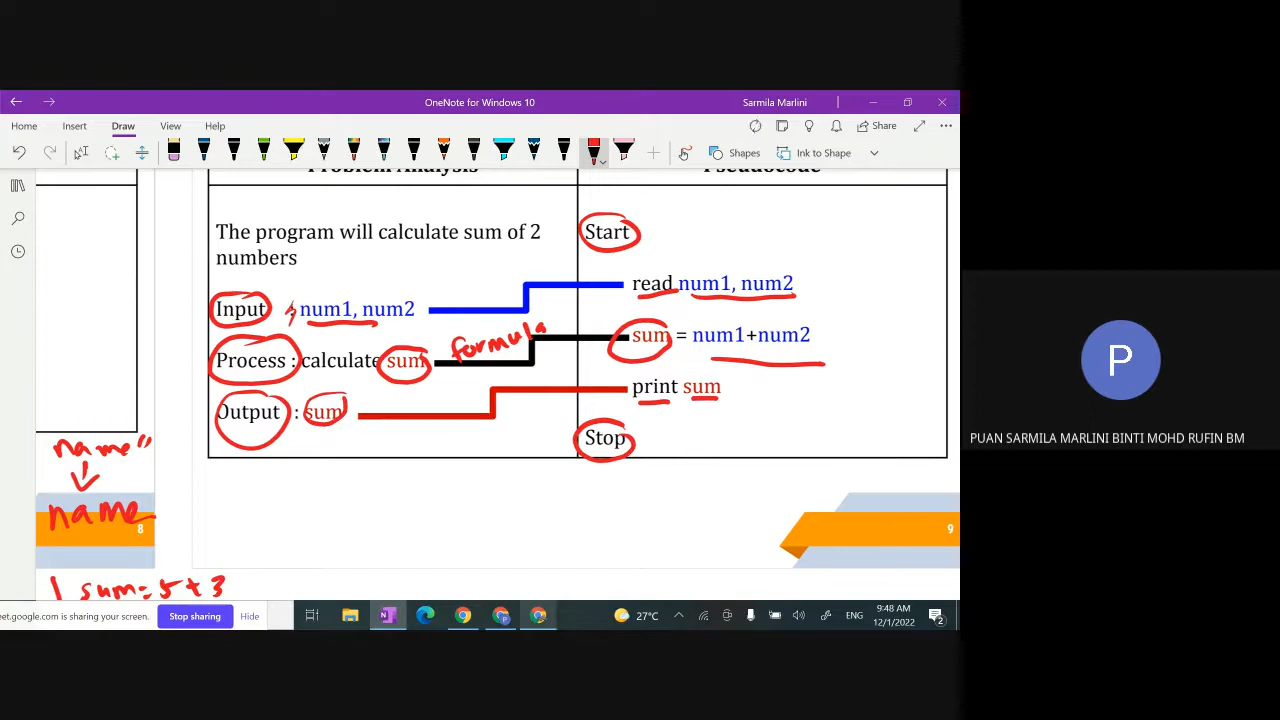 OneNote for Windows 10
Sarmila Marlini
Home Insert Draw View Help
Share
Shapes
Ink to Shape
Problem Analysis
Pseudocode
The program will calculate sum of 2
numbers
Input : num1, num2
Process : calculate sum
formula
Output : sum
Start
read num1, num2
sum = num1+num2
print sum
Stop
name"
name
8
9
sum = 5 + 3
eet.google.com is sharing your screen.
Stop sharing
Hide
27°C
ENG
9:48 AM
12/1/2022
2
P
PUAN SARMILA MARLINI BINTI MOHD RUFIN BM